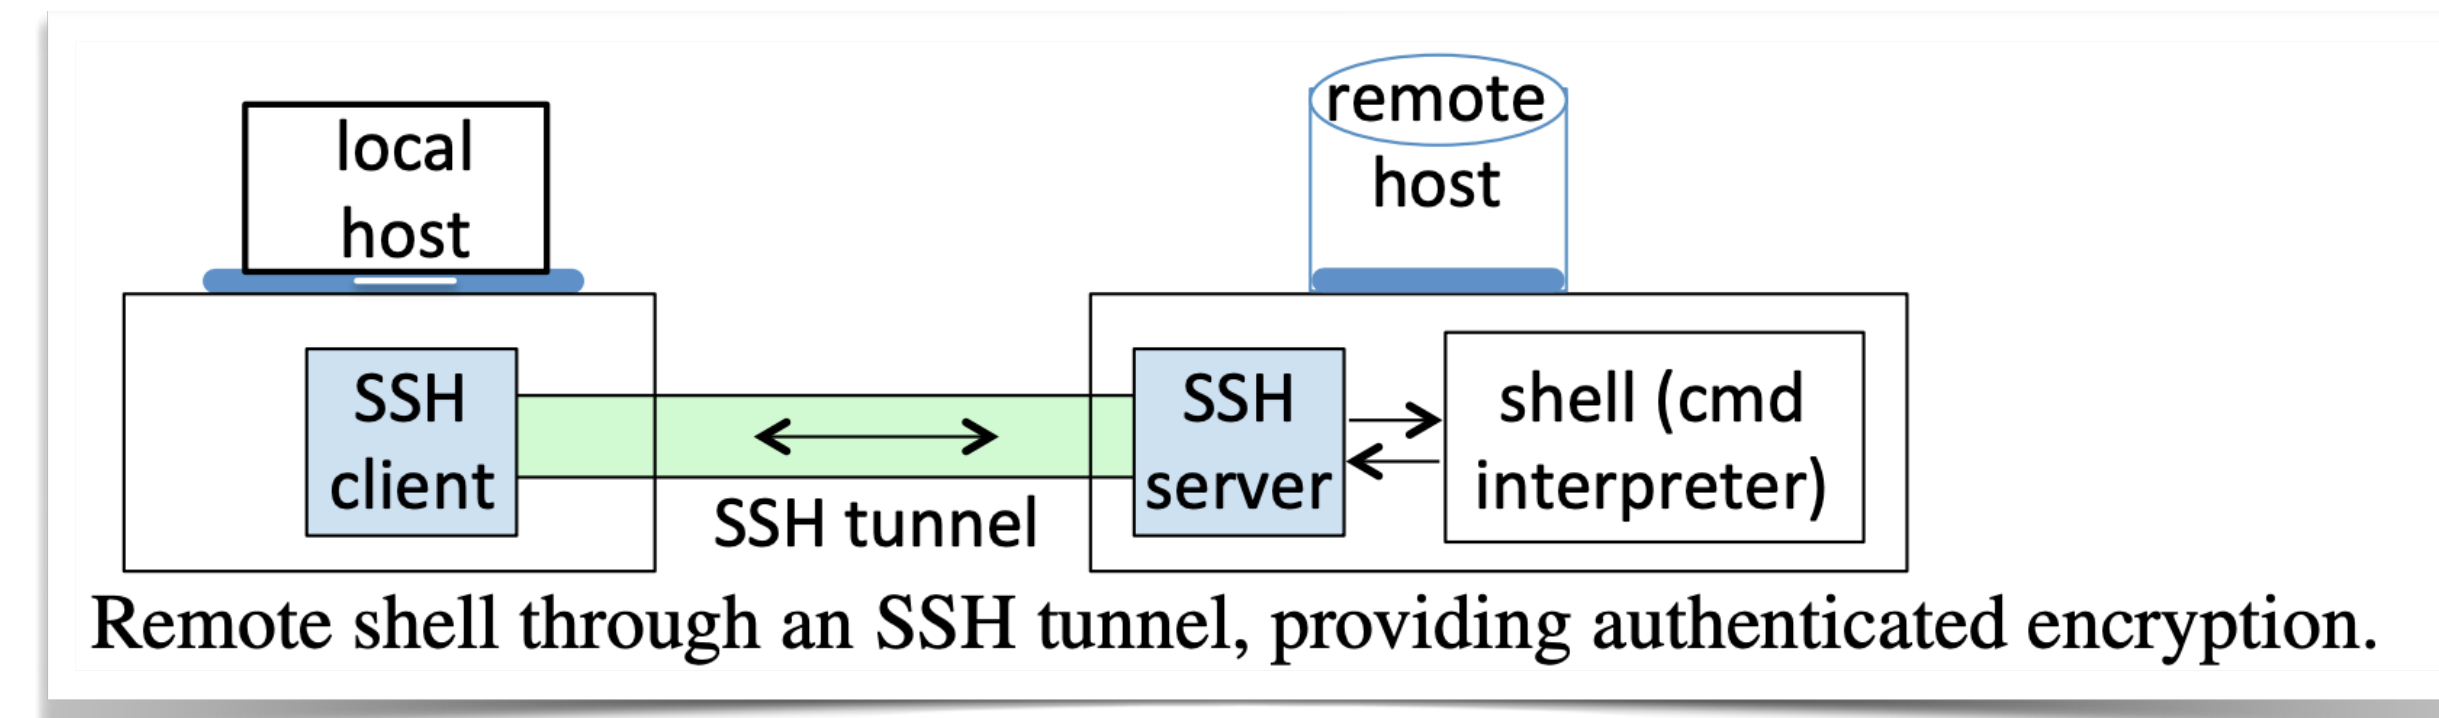 local
host
remote
host
SSH
client
SSH tunnel
SSH
server
shell (cmd
interpreter)
Remote shell through an SSH tunnel, providing authenticated encryption.